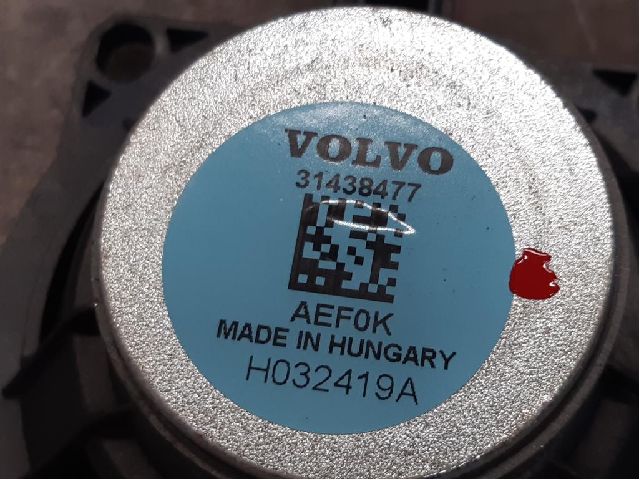 VOLVO
31438477
AEF0K
MADE IN HUNGARY
H032419A